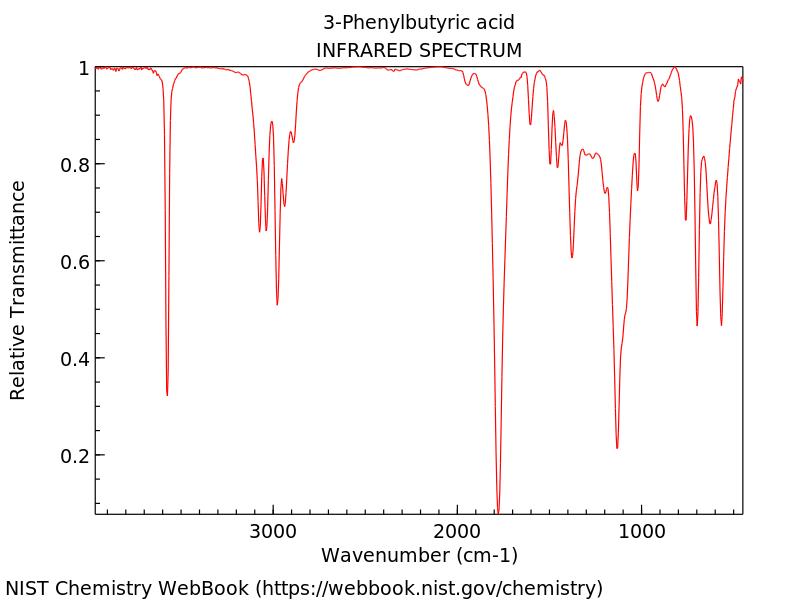 3-Phenylbutyric acid
INFRARED SPECTRUM
1
0.8
0.6
0.4
0.2
Relative Transmittance
3000 2000 1000
Wavenumber (cm-1)
NIST Chemistry WebBook (https://webbook.nist.gov/chemistry)